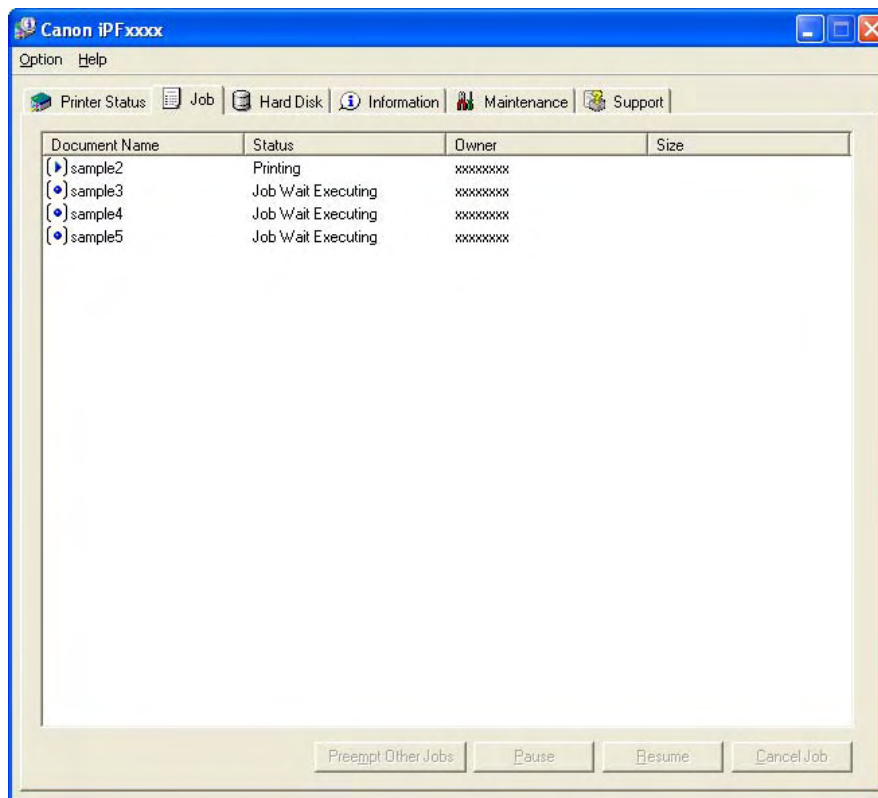 Canon iPFxxxx
Option Help
Printer Status Job Hard Disk Information Maintenance Support
Document Name Status Owner Size
sample2 Printing xxxxxxxx
sample3 Job Wait Executing xxxxxxxx
sample4 Job Wait Executing xxxxxxxx
sample5 Job Wait Executing xxxxxxxx
Preempt Other Jobs Pause Resume Cancel Job